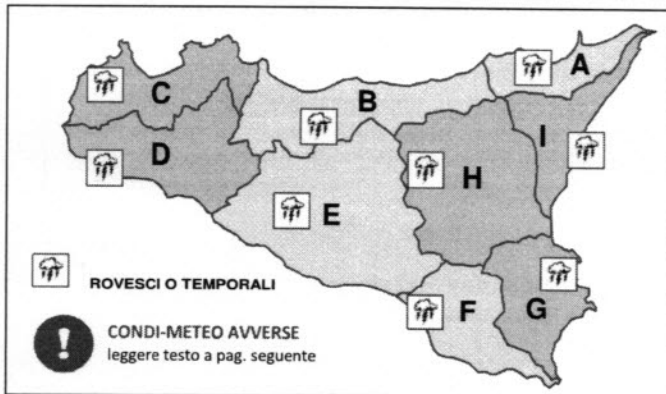 A
B
C
I
D
H
E
F
G
ROVESCI O TEMPORALI
!
CONDI-METEO AVVERSE
leggere testo a pag. seguente